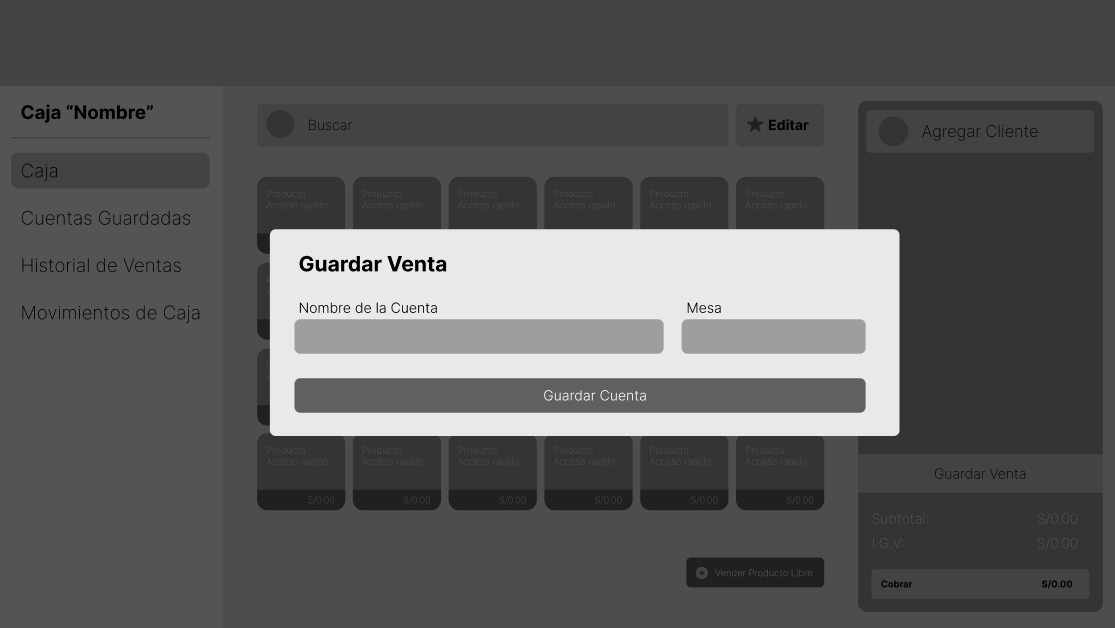 Caja “Nombre”
Caja
Cuentas Guardadas
Historial de Ventas
Movimientos de Caja
Buscar
Editar
Producto
Acceso rapido
Producto
Acceso rapido
Producto
Acceso rapido
Producto
Acceso rapido
Producto
Acceso rapido
Producto
Acceso rapido
Guardar Venta
Nombre de la Cuenta
Mesa
Guardar Cuenta
Producto
Acceso rapido
S/0.00
Producto
Acceso rapido
S/0.00
Producto
Acceso rapido
S/0.00
Producto
Acceso rapido
S/0.00
Producto
Acceso rapido
S/0.00
Producto
Acceso rapido
S/0.00
Vender Producto Libre
Agregar Cliente
Guardar Venta
Subtotal: S/0.00
I.G.V: S/0.00
Cobrar S/0.00